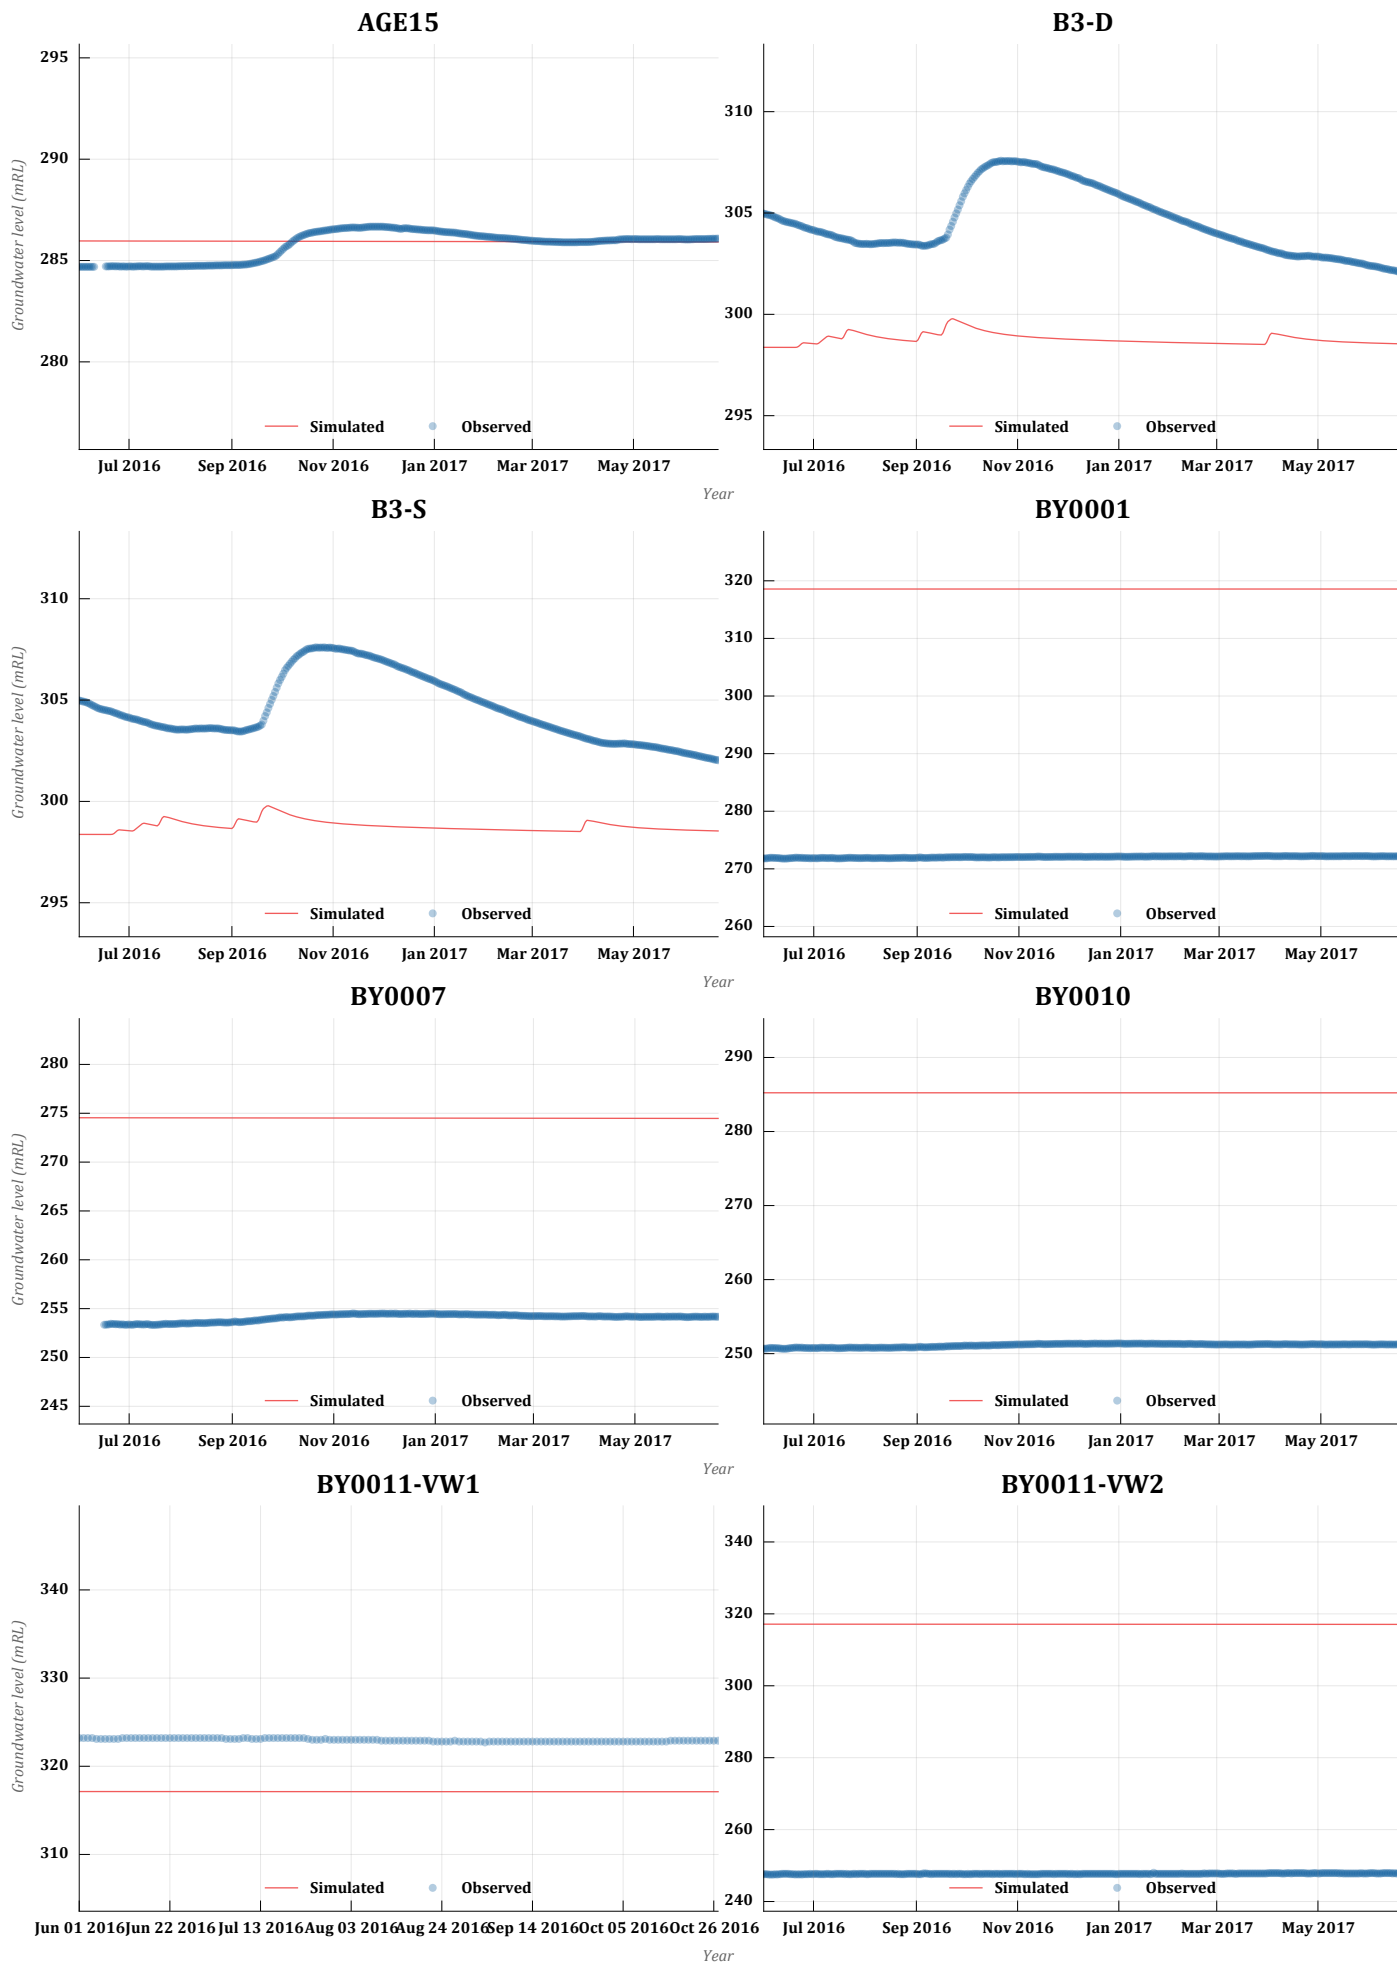 AGE15
B3-D
Groundwater level (mRL)
295
290
285
280
310
305
300
295
Simulated Observed
Simulated Observed
Jul 2016 Sep 2016 Nov 2016 Jan 2017 Mar 2017 May 2017
Jul 2016 Sep 2016 Nov 2016 Jan 2017 Mar 2017 May 2017
Year
B3-S
BY0001
Groundwater level (mRL)
310
305
300
295
320
310
300
290
280
270
260
Simulated Observed
Simulated Observed
Jul 2016 Sep 2016 Nov 2016 Jan 2017 Mar 2017 May 2017
Jul 2016 Sep 2016 Nov 2016 Jan 2017 Mar 2017 May 2017
Year
BY0007
BY0010
Groundwater level (mRL)
280
275
270
265
260
255
250
245
290
280
270
260
250
Simulated Observed
Simulated Observed
Jul 2016 Sep 2016 Nov 2016 Jan 2017 Mar 2017 May 2017
Jul 2016 Sep 2016 Nov 2016 Jan 2017 Mar 2017 May 2017
Year
BY0011-VW1
BY0011-VW2
Groundwater level (mRL)
340
330
320
310
340
320
300
280
260
240
Simulated Observed
Simulated Observed
Jun 01 2016 Jun 22 2016 Jul 13 2016 Aug 03 2016 Aug 24 2016 Sep 14 2016 Oct 05 2016 Oct 26 2016
Jul 2016 Sep 2016 Nov 2016 Jan 2017 Mar 2017 May 2017
Year